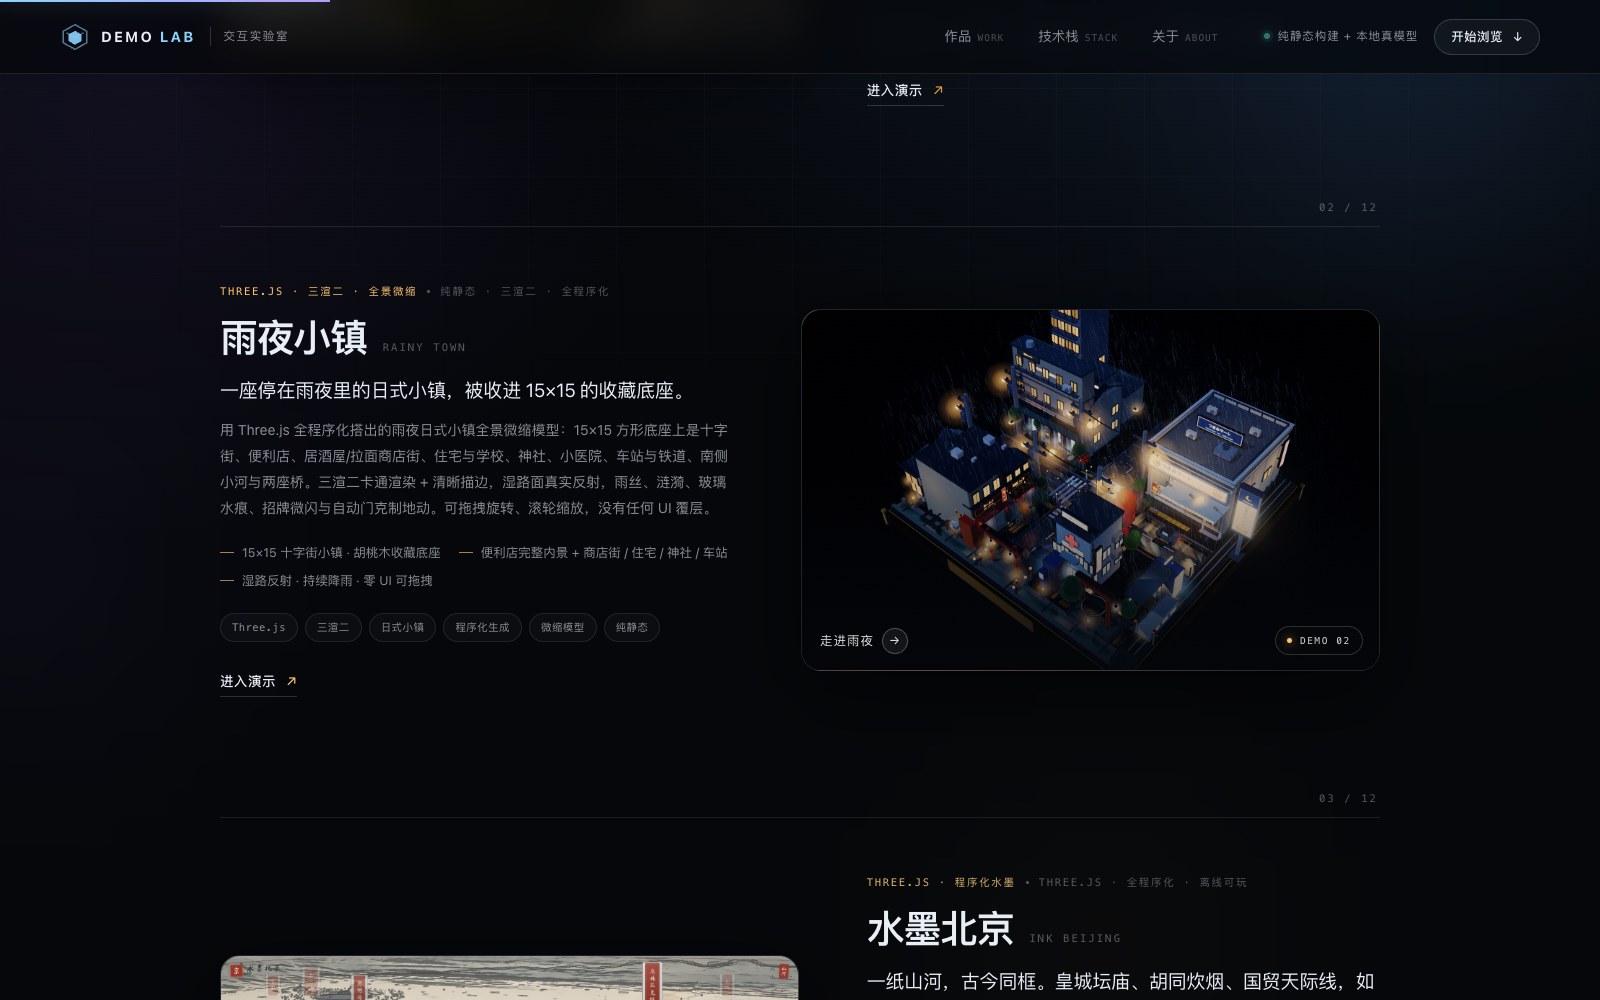 DEMO LAB
交互实验室
作品 WORK
技术栈 STACK
关于 ABOUT
纯静态构建 + 本地真模型
开始浏览 ↓
进入演示 ↗
02 / 12
THREE.JS · 三渲二 · 全景微缩 • 纯静态 · 三渲二 · 全程序化
雨夜小镇 RAINY TOWN
一座停在雨夜里的日式小镇，被收进 15×15 的收藏底座。
用 Three.js 全程序化搭出的雨夜日式小镇全景微缩模型：15×15 方形底座上是十字
街、便利店、居酒屋/拉面商店街、住宅与学校、神社、小医院、车站与铁道、南侧
小河与两座桥。三渲二卡通渲染 + 清晰描边，湿路面真实反射，雨丝、涟漪、玻璃
水痕、招牌微闪与自动门克制地动。可拖拽旋转、滚轮缩放，没有任何 UI 覆层。
15×15 十字街小镇 · 胡桃木收藏底座
便利店完整内景 + 商店街 / 住宅 / 神社 / 车站
湿路反射 · 持续降雨 · 零 UI 可拖拽
Three.js
三渲二
日式小镇
程序化生成
微缩模型
纯静态
进入演示 ↗
走进雨夜 →
DEMO 02
03 / 12
THREE.JS · 程序化水墨 • THREE.JS · 全程序化 · 离线可玩
水墨北京 INK BEIJING
一纸山河，古今同框。皇城坛庙、胡同炊烟、国贸天际线，如
京 水墨北京